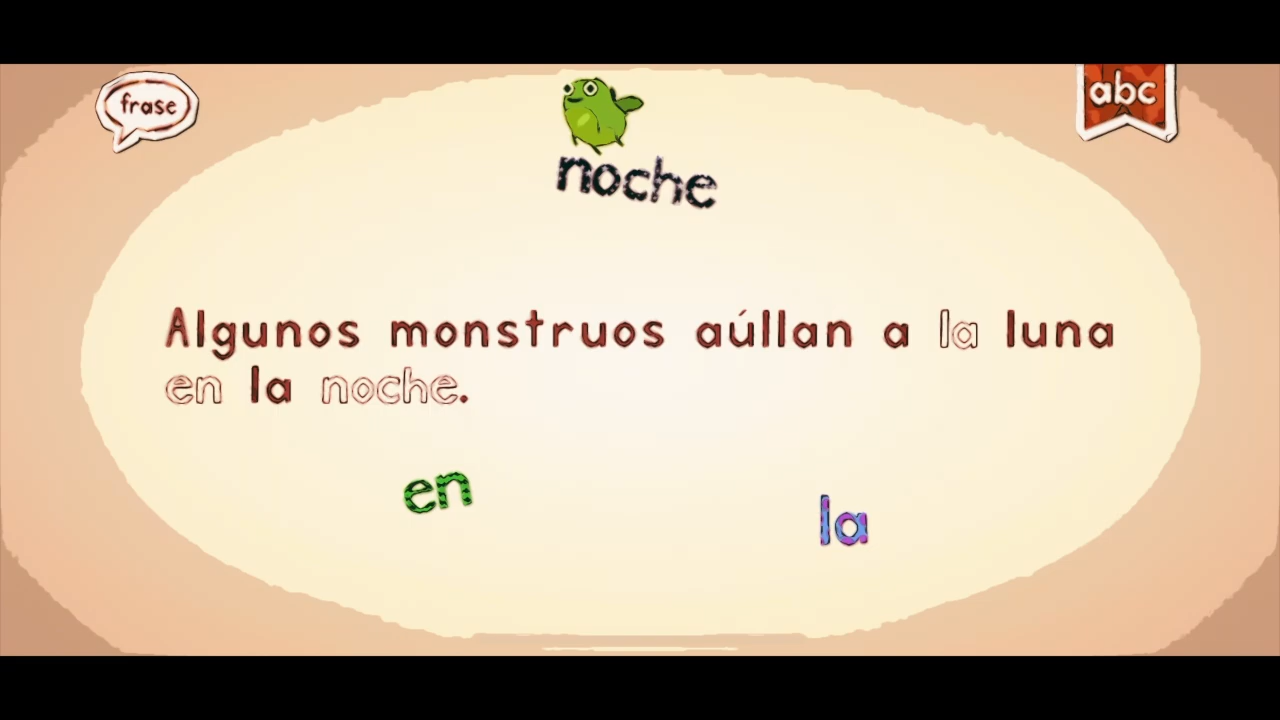 frase
abc
noche
Algunos monstruos aúllan a la luna
en la noche.
en
la